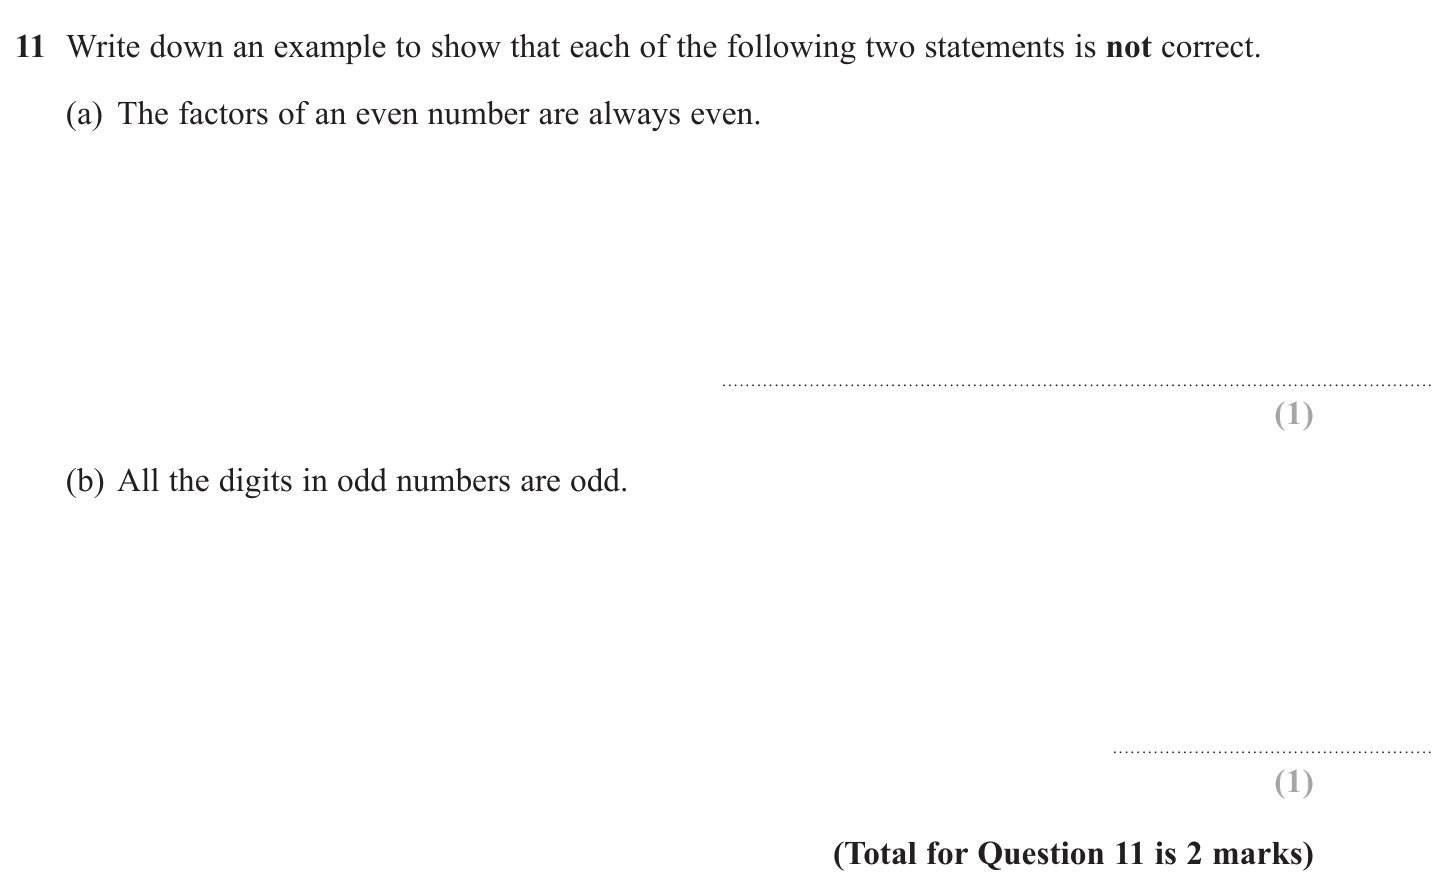 11 Write down an example to show that each of the following two statements is not correct.
(a) The factors of an even number are always even.
(1)
(b) All the digits in odd numbers are odd.
(1)
(Total for Question 11 is 2 marks)